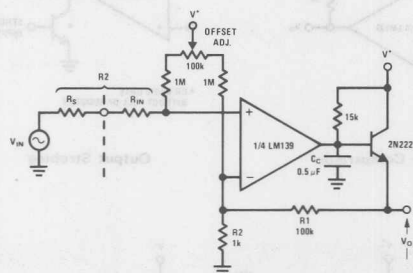 V+
OFFSET
ADJ.
100k
V+
R2
1M
1M
RS
RIN
15k
+
2N222
VIN
1/4 LM139
CC
0.5 μF
−
R1
100k
R2
1k
VO